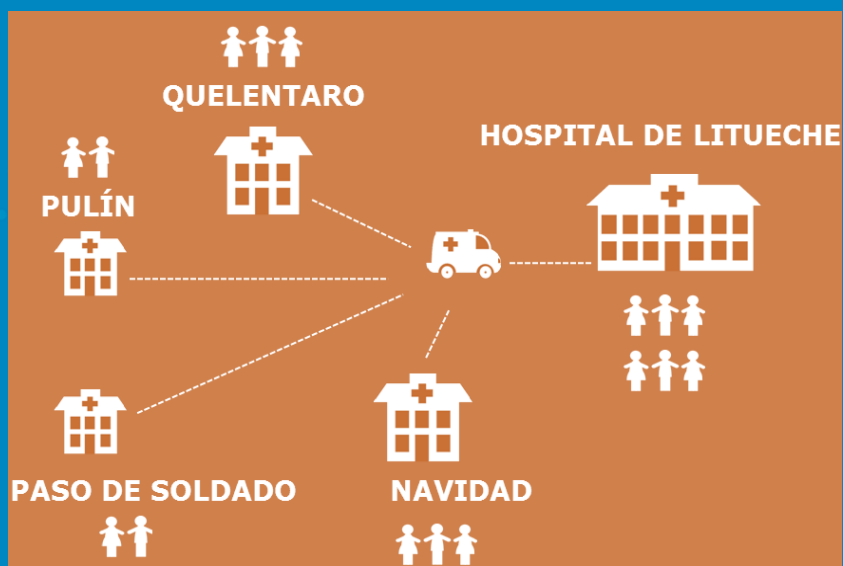 QUELENTARO
HOSPITAL DE LITUECHE
PULÍN
PASO DE SOLDADO
NAVIDAD